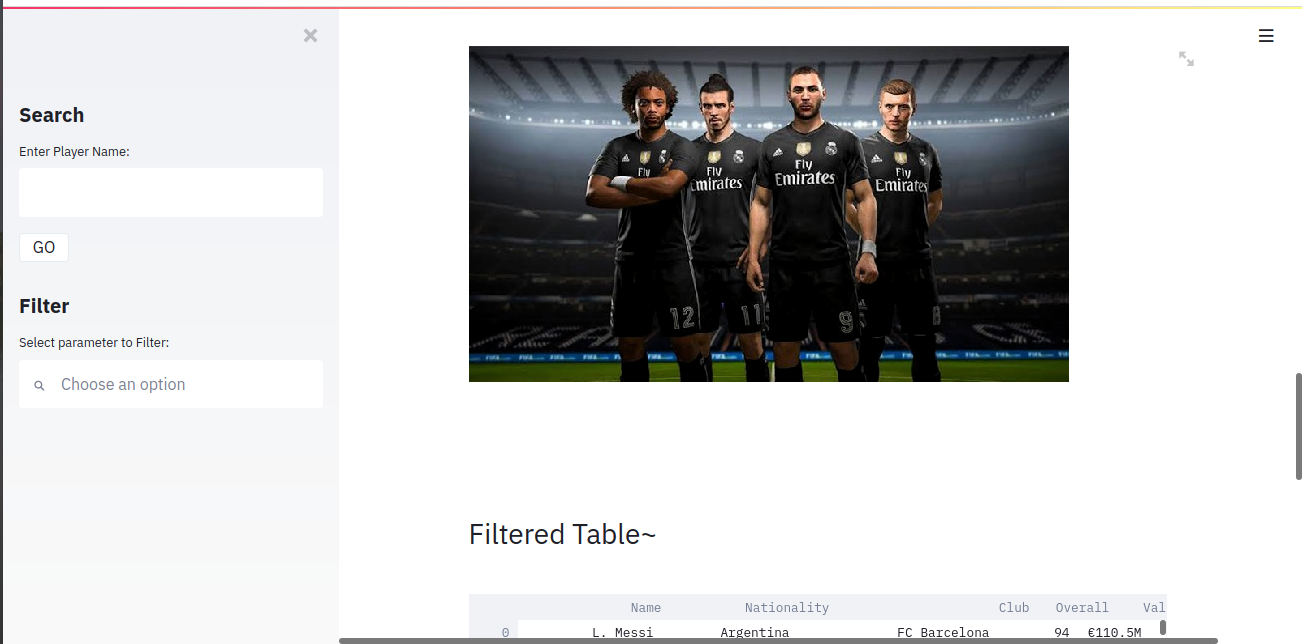 Search
Enter Player Name:
GO
Filter
Select parameter to Filter:
Choose an option
Fly
Emirates
Fly
Emirates
Fly
Emirates
Fly
12
11
9
8
Filtered Table~
Name Nationality Club Overall Val
0 L. Messi Argentina FC Barcelona 94 €110.5M